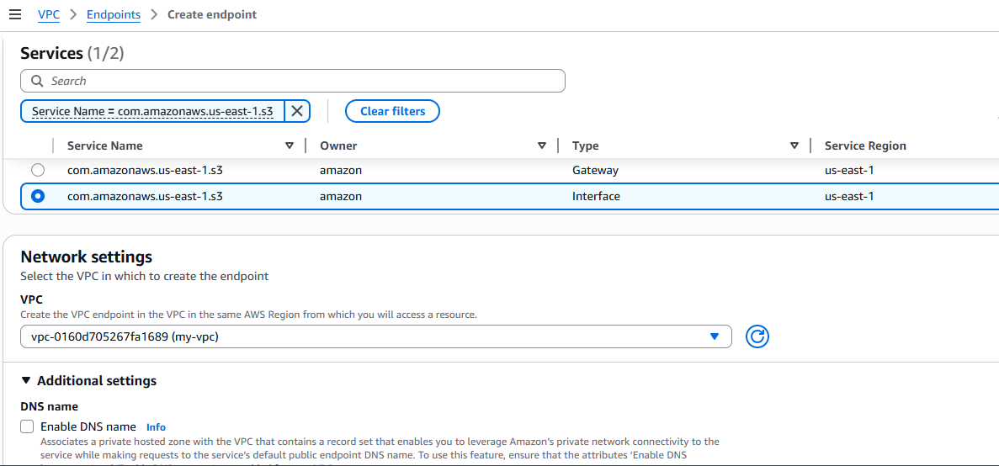 VPC > Endpoints > Create endpoint
Services (1/2)
Search
Service Name = com.amazonaws.us-east-1.s3 Clear filters
Service Name Owner Type Service Region
com.amazonaws.us-east-1.s3 amazon Gateway us-east-1
com.amazonaws.us-east-1.s3 amazon Interface us-east-1
Network settings
Select the VPC in which to create the endpoint
VPC
Create the VPC endpoint in the VPC in the same AWS Region from which you will access a resource.
vpc-0160d705267fa1689 (my-vpc)
Additional settings
DNS name
Enable DNS name Info
Associates a private hosted zone with the VPC that contains a record set that enables you to leverage Amazon's private network connectivity to the
service while making requests to the service's default public endpoint DNS name. To use this feature, ensure that the attributes 'Enable DNS